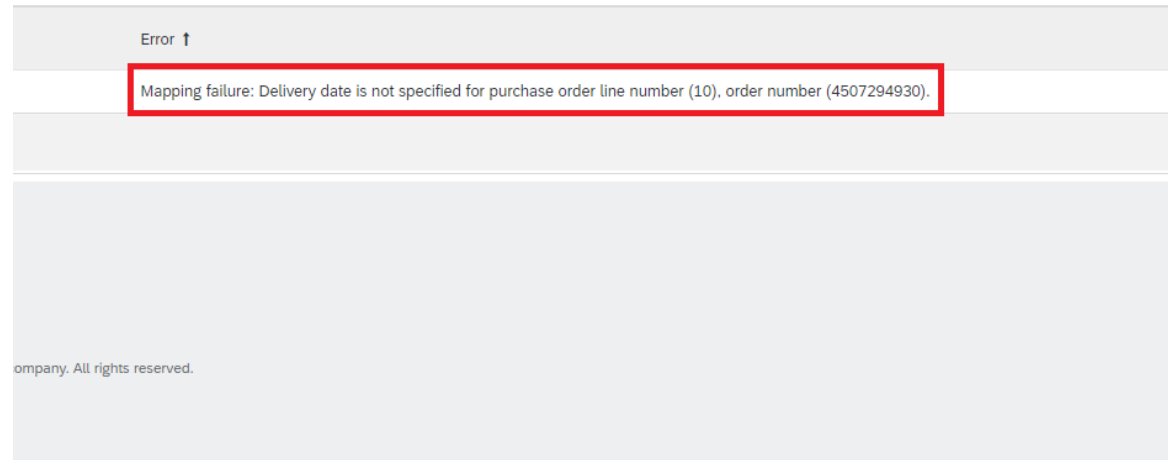 Error ↑
Mapping failure: Delivery date is not specified for purchase order line number (10), order number (4507294930).
ompany. All rights reserved.